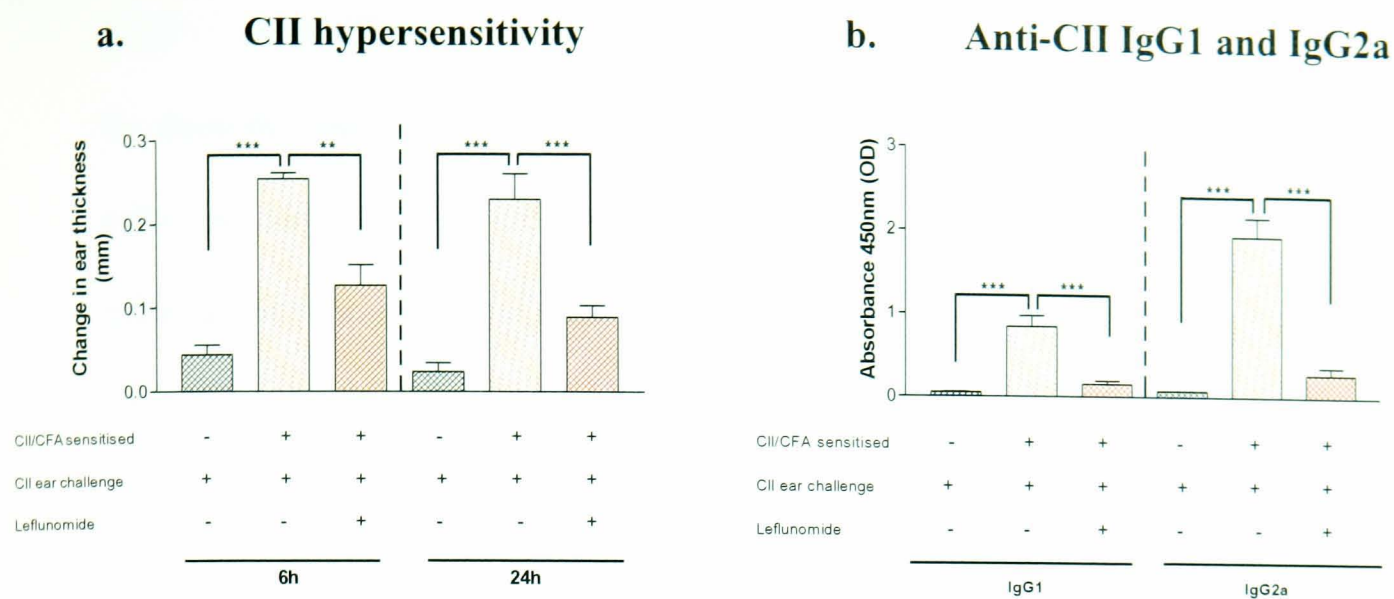 a. CII hypersensitivity
Change in ear thickness
(mm)
0.3
0.2
0.1
0.0
*** ** *** ***
CII/CFA sensitised - + + - + +
CII ear challenge + + + + + +
Leflunomide - - + - - +
6h 24h
b. Anti-CII IgG1 and IgG2a
Absorbance 450nm (OD)
3
2
1
0
*** *** *** ***
CII/CFA sensitised - + + - + +
CII ear challenge + + + + + +
Leflunomide - - + - - +
IgG1 IgG2a